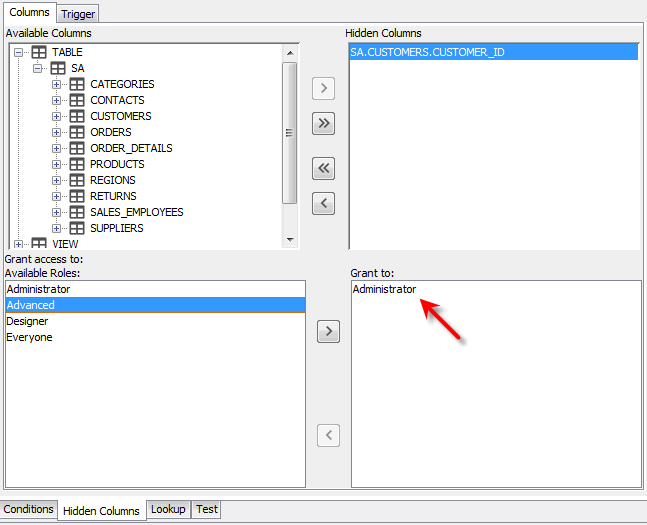 Columns Trigger
Available Columns
TABLE
SA
CATEGORIES
CONTACTS
CUSTOMERS
ORDERS
ORDER_DETAILS
PRODUCTS
REGIONS
RETURNS
SALES_EMPLOYEES
SUPPLIERS
VIEW
Hidden Columns
SA.CUSTOMERS.CUSTOMER_ID
Grant access to:
Available Roles:
Administrator
Advanced
Designer
Everyone
Grant to:
Administrator
Conditions Hidden Columns Lookup Test